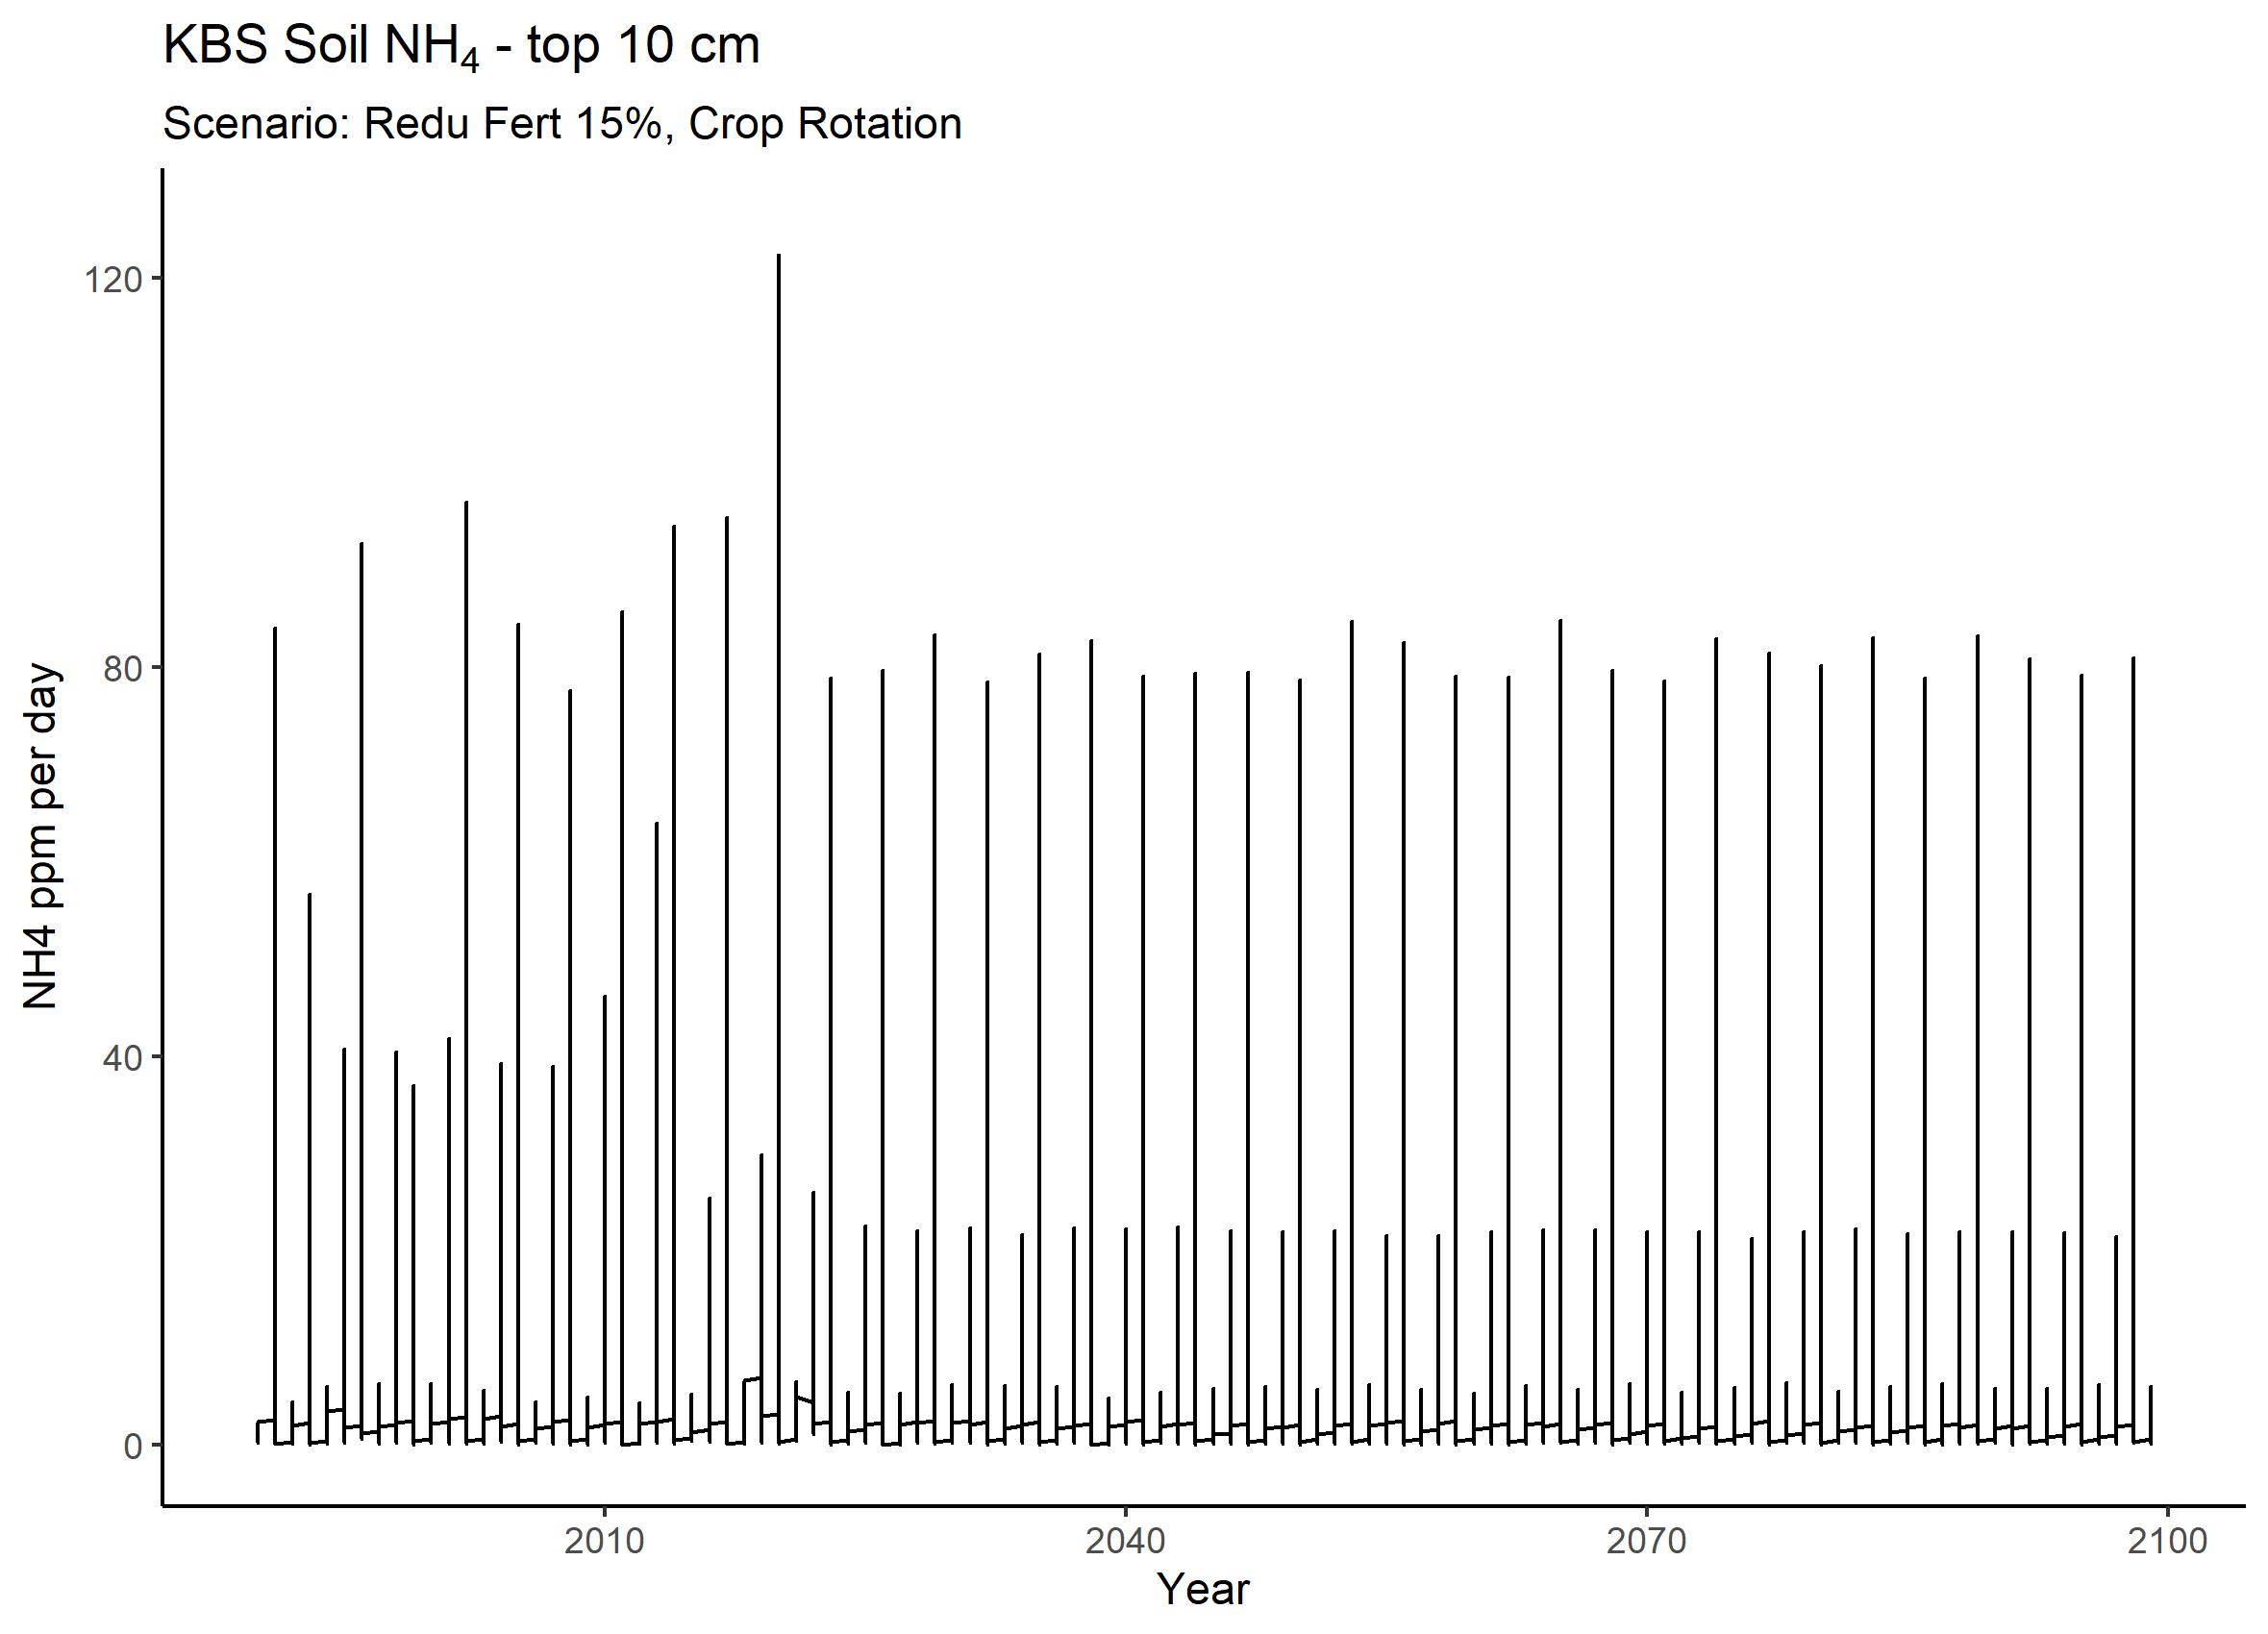 KBS Soil NH₄ - top 10 cm
Scenario: Redu Fert 15%, Crop Rotation
NH4 ppm per day
120
80
40
0
2010 2040 2070 2100
Year